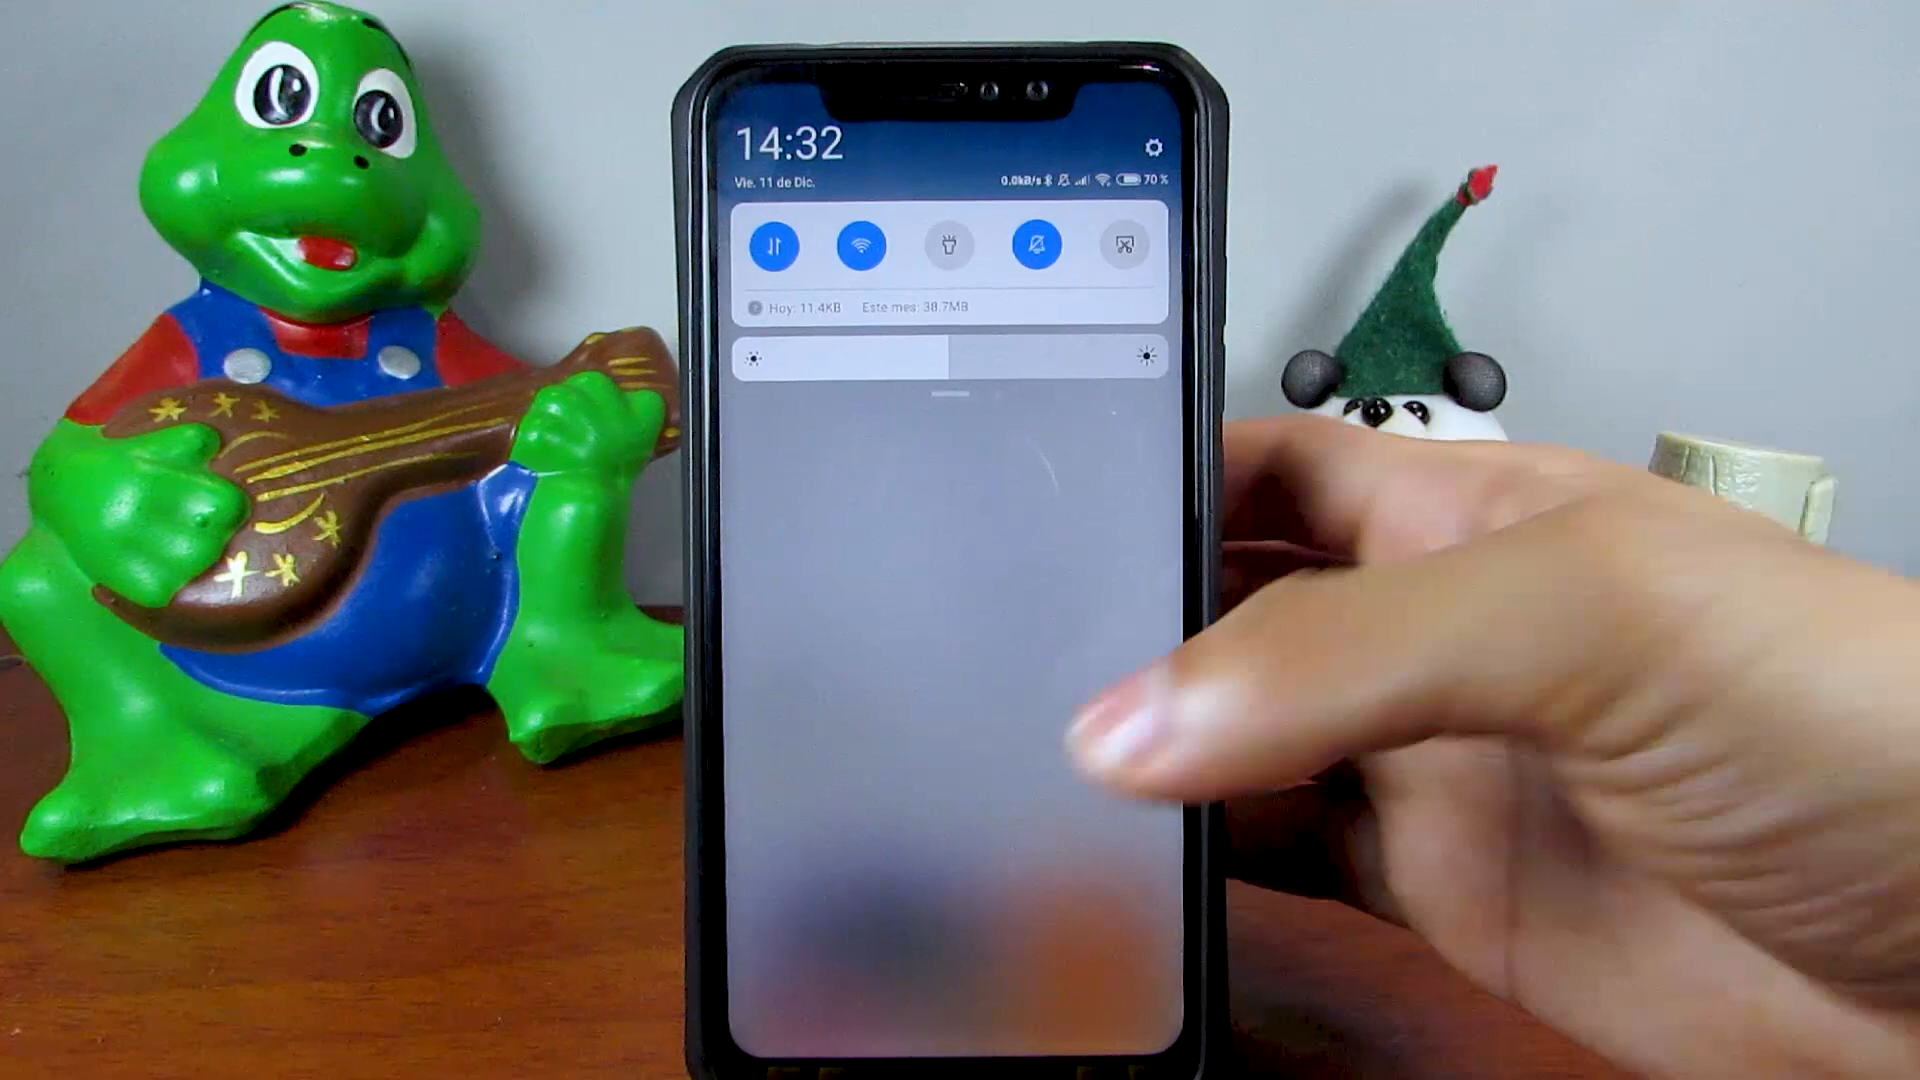 14:32
Vie. 11 de Dic.
0.0kB/s 70 %
Hoy: 11.4KB Este mes: 38.7MB